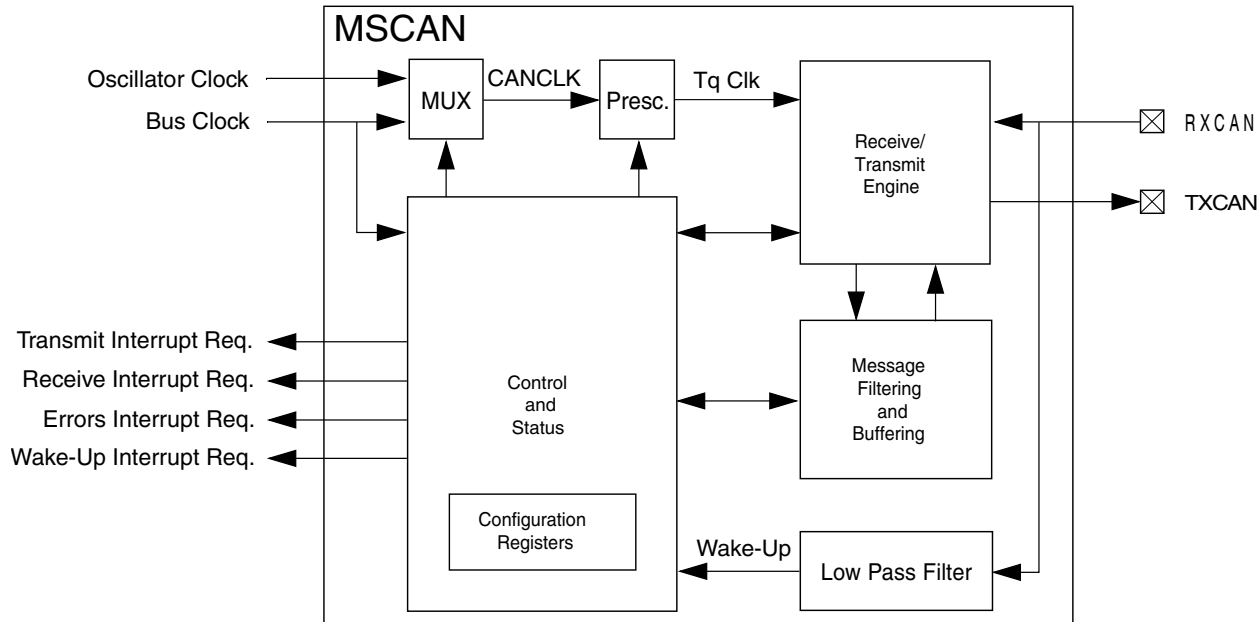 MSCAN
Oscillator Clock
Bus Clock
MUX
CANCLK
Presc.
Tq Clk
Receive/
Transmit
Engine
RXCAN
TXCAN
Transmit Interrupt Req.
Receive Interrupt Req.
Errors Interrupt Req.
Wake-Up Interrupt Req.
Control
and
Status
Message
Filtering
and
Buffering
Configuration
Registers
Wake-Up
Low Pass Filter